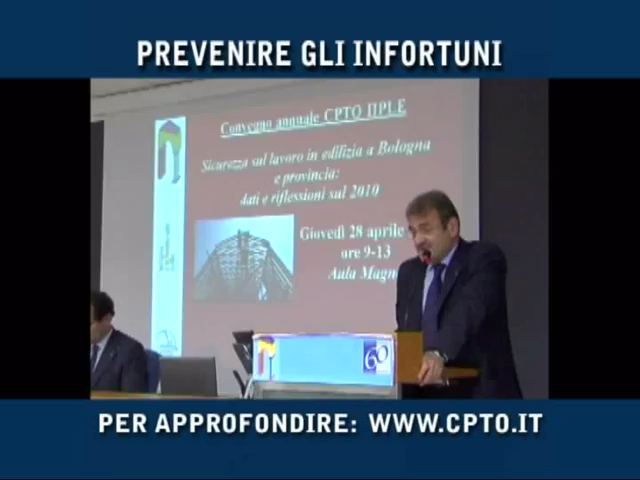 PREVENIRE GLI INFORTUNI
Convegno annuale CPTO IIPLE
Sicurezza sul lavoro in edilizia a Bologna
e provincia:
dati e riflessioni sul 2010
Giovedì 28 aprile
ore 9-13
Aula Magna
60
PER APPROFONDIRE: WWW.CPTO.IT